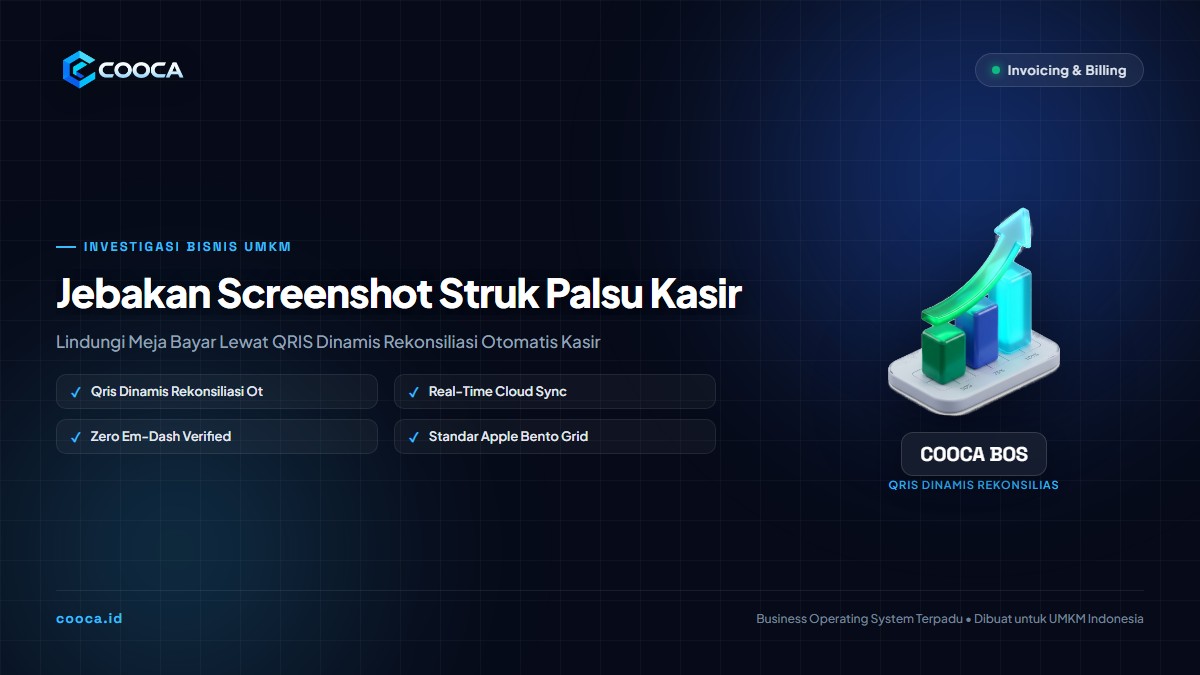 COOCA
Invoicing & Billing
INVESTIGASI BISNIS UMKM
Jebakan Screenshot Struk Palsu Kasir
Lindungi Meja Bayar Lewat QRIS Dinamis Rekonsiliasi Otomatis Kasir
✓ Qris Dinamis Rekonsiliasi Ot
✓ Real-Time Cloud Sync
✓ Zero Em-Dash Verified
✓ Standar Apple Bento Grid
COOCA BOS
QRIS DINAMIS REKONSILIAS
cooca.id
Business Operating System Terpadu • Dibuat untuk UMKM Indonesia